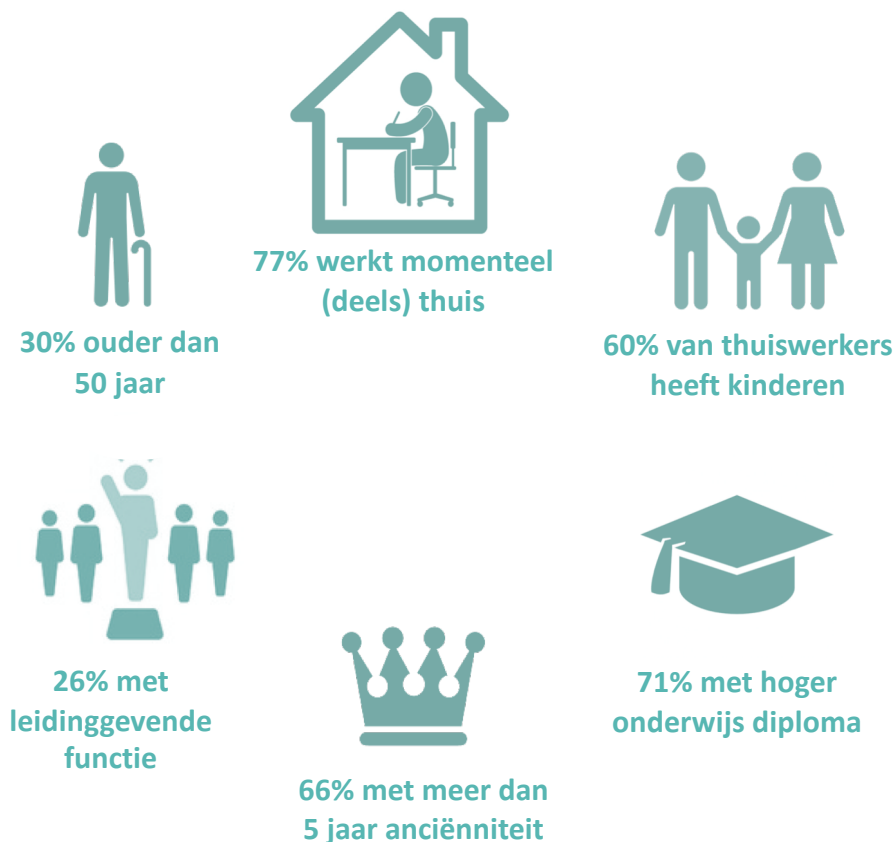 77% werkt momenteel
(deels) thuis
30% ouder dan
50 jaar
60% van thuiswerkers
heeft kinderen
26% met
leidinggevende
functie
66% met meer dan
5 jaar anciënniteit
71% met hoger
onderwijs diploma